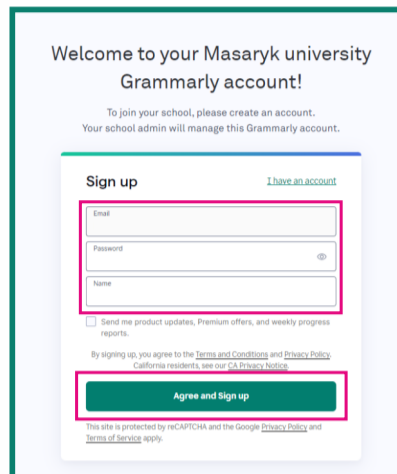 Welcome to your Masaryk university
Grammarly account!
To join your school, please create an account.
Your school admin will manage this Grammarly account.
Sign up
I have an account
Email
Password
Name
Send me product updates, Premium offers, and weekly progress
reports.
By signing up, you agree to the Terms and Conditions and Privacy Policy.
California residents, see our CA Privacy Notice.
Agree and Sign up
This site is protected by reCAPTCHA and the Google Privacy Policy and
Terms of Service apply.